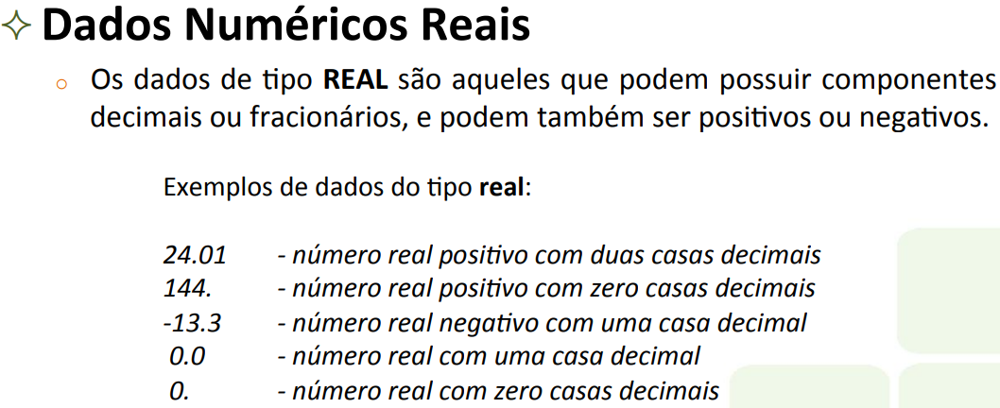 Dados Numéricos Reais
Os dados de tipo REAL são aqueles que podem possuir componentes
decimais ou fracionários, e podem também ser positivos ou negativos.
Exemplos de dados do tipo real:
24.01 - número real positivo com duas casas decimais
144. - número real positivo com zero casas decimais
-13.3 - número real negativo com uma casa decimal
0.0 - número real com uma casa decimal
0. - número real com zero casas decimais